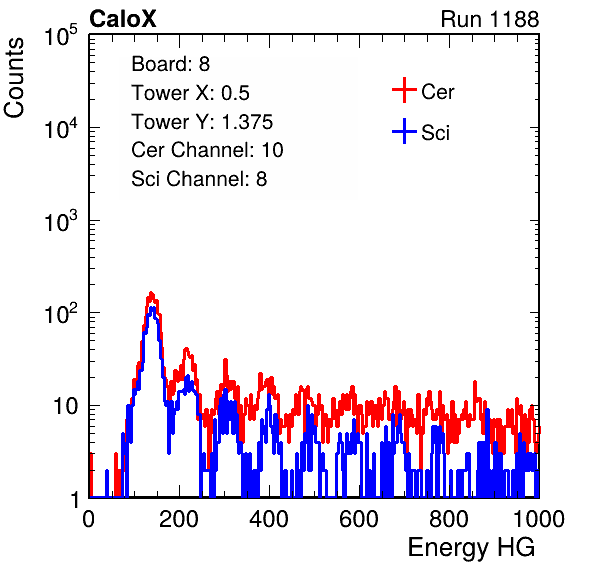 CaloX Run 1188
Counts
10^5
10^4
10^3
10^2
10
1
Board: 8
Tower X: 0.5
Tower Y: 1.375
Cer Channel: 10
Sci Channel: 8
Cer
Sci
0 200 400 600 800 1000
Energy HG